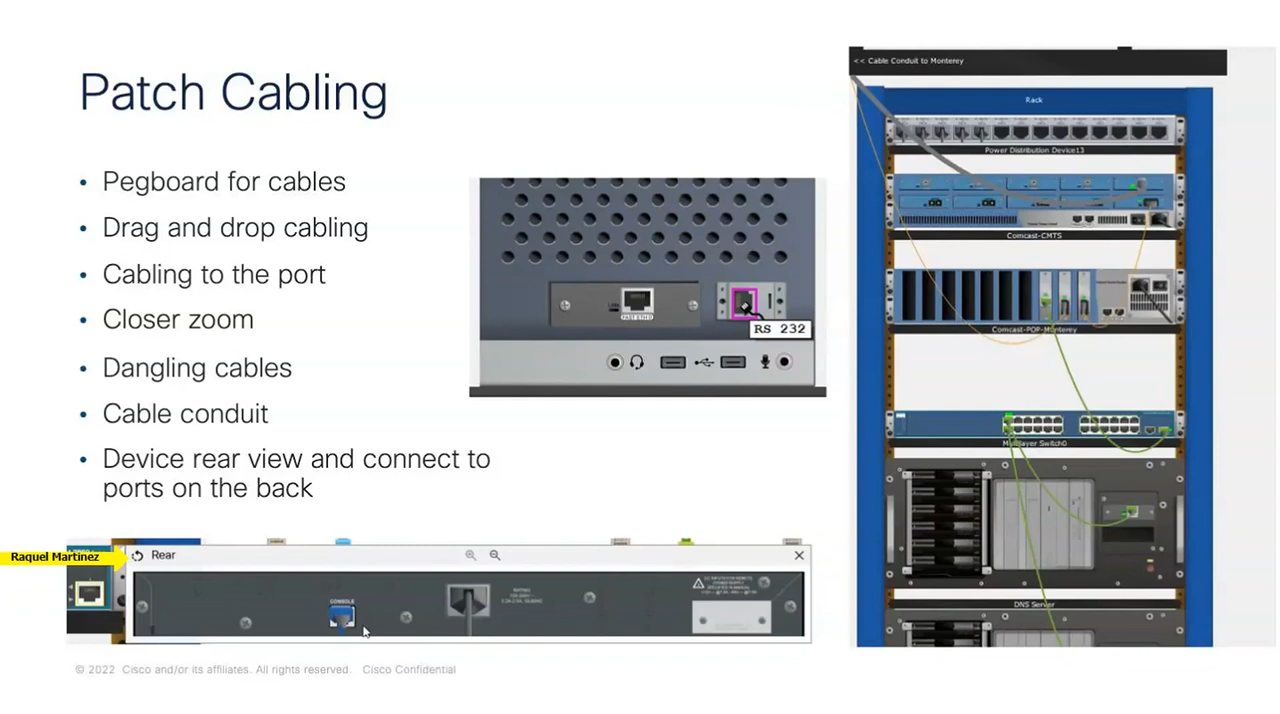 Patch Cabling
• Pegboard for cables
• Drag and drop cabling
• Cabling to the port
• Closer zoom
• Dangling cables
• Cable conduit
• Device rear view and connect to
ports on the back
FAST ETH 0
RS 232
<< Cable Conduit to Monterey
Rack
Power Distribution Device13
Comcast-CMTS
Comcast-POP-Monterey
Multilayer Switch0
DNS Server
Raquel Martinez
Rear
CONSOLE
© 2022 Cisco and/or its affiliates. All rights reserved. Cisco Confidential